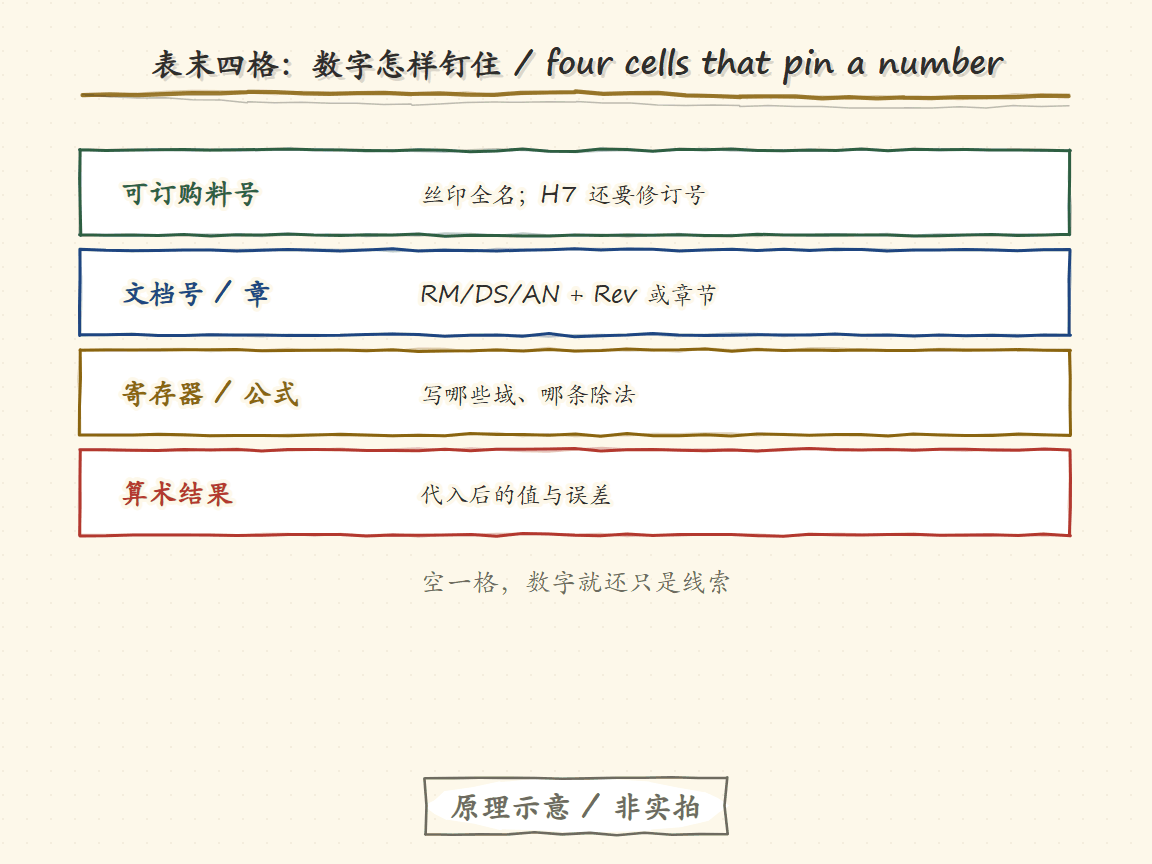 表末四格：数字怎样钉住 / four cells that pin a number
可订购料号
丝印全名；H7 还要修订号
文档号 / 章
RM/DS/AN + Rev 或章节
寄存器 / 公式
写哪些域、哪条除法
算术结果
代入后的值与误差
空一格，数字就还只是线索
原理示意 / 非实拍